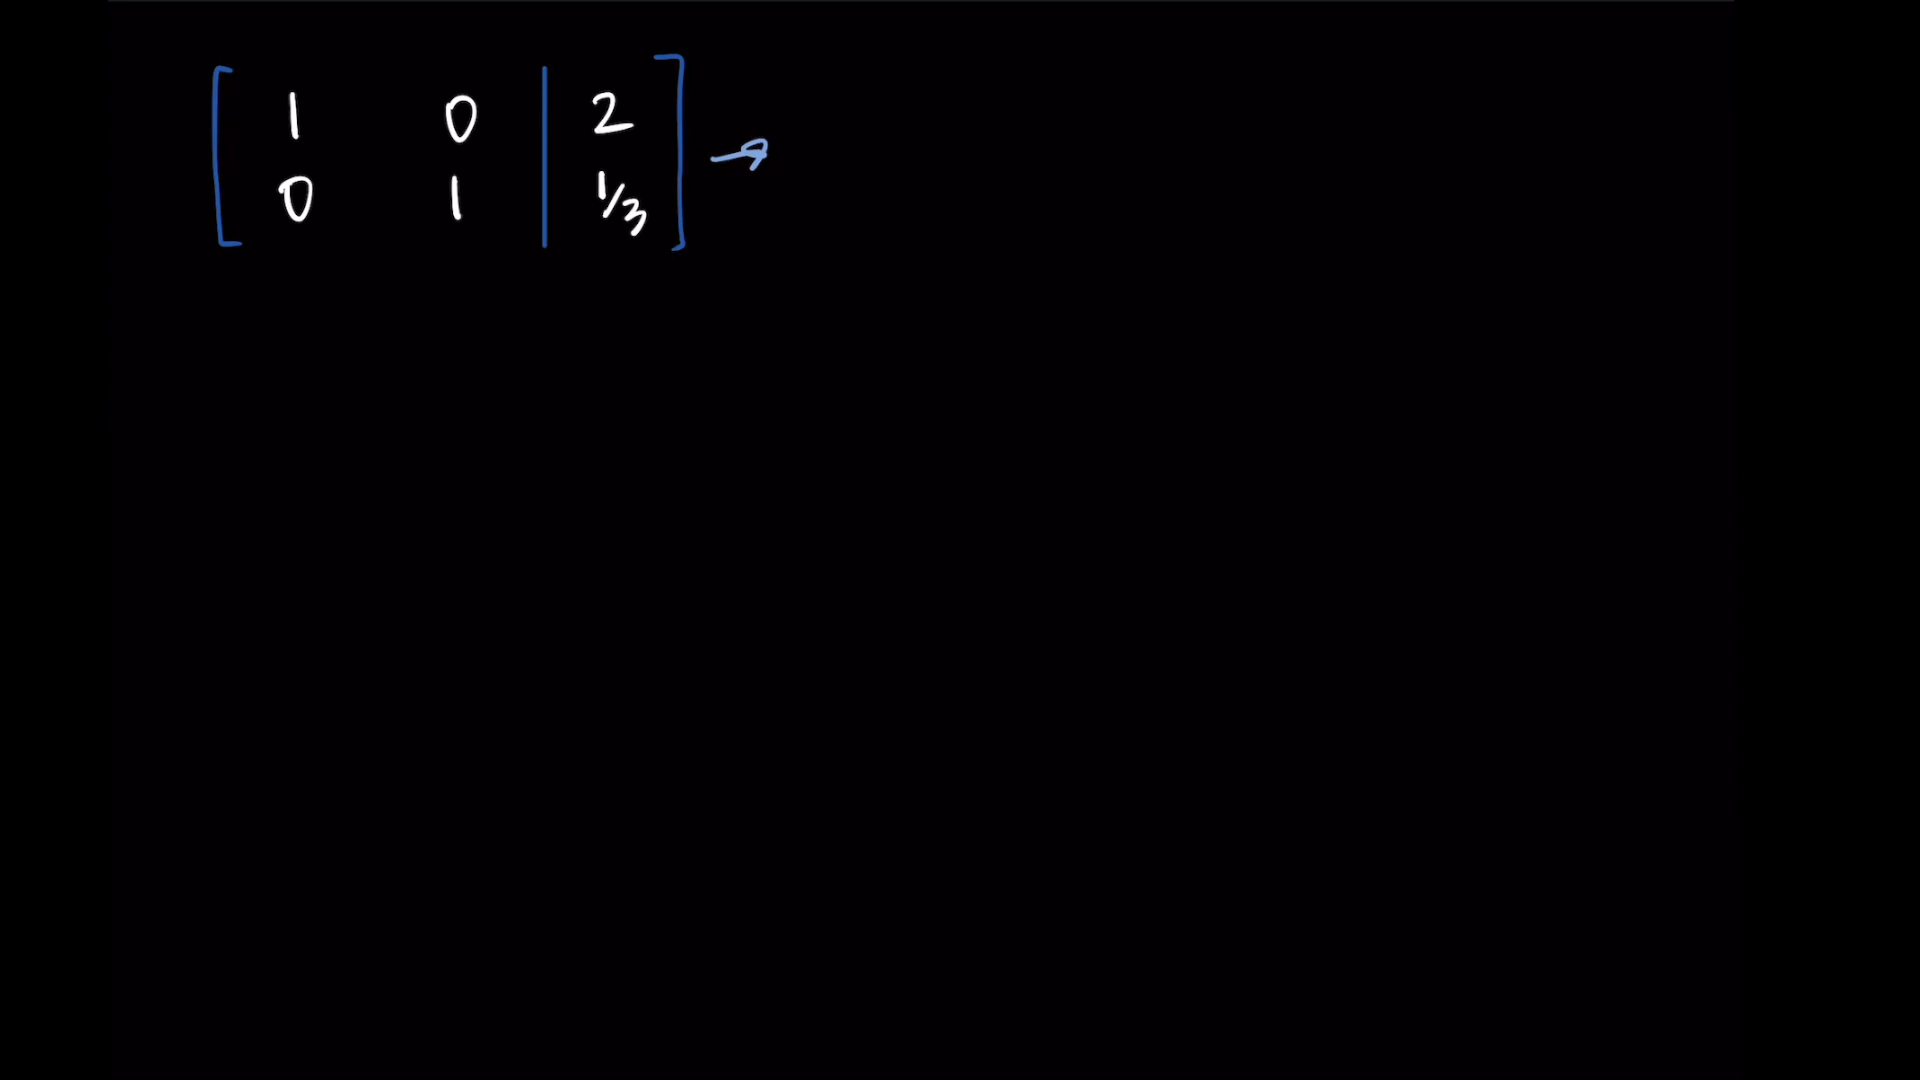 [ 1 0 | 2 ] →
[ 0 1 | 1/3 ]